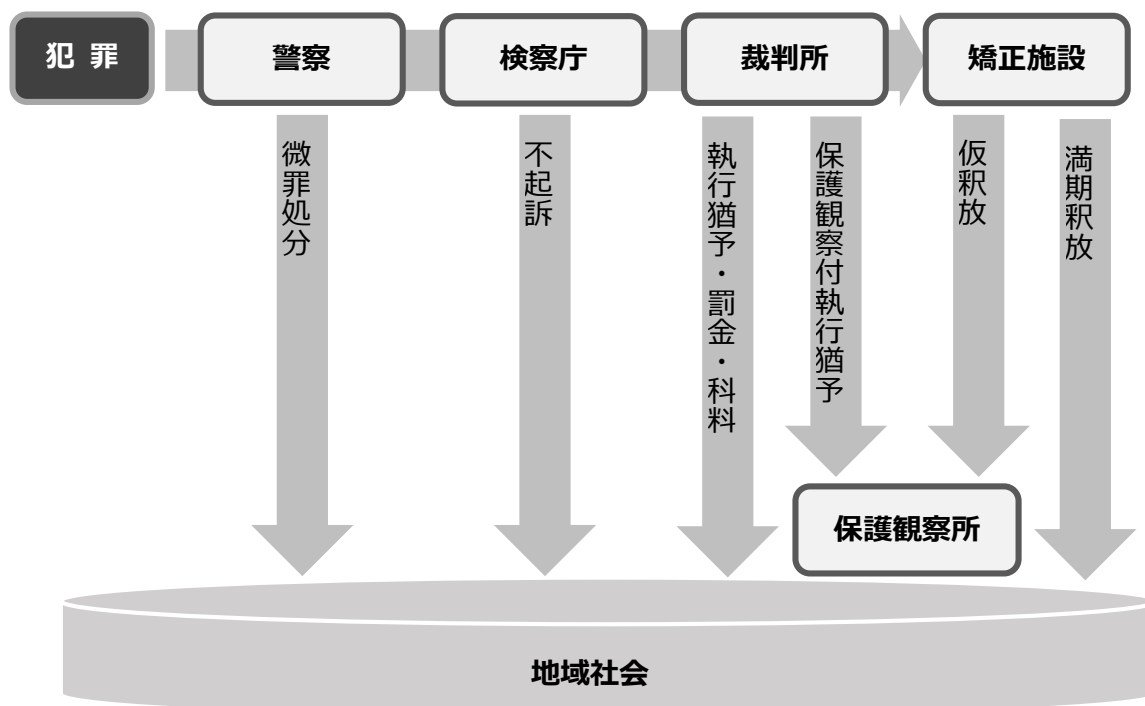 犯 罪
警察
検察庁
裁判所
矯正施設
微罪処分
不起訴
執行猶予・罰金・科料
保護観察付執行猶予
仮釈放
満期釈放
保護観察所
地域社会